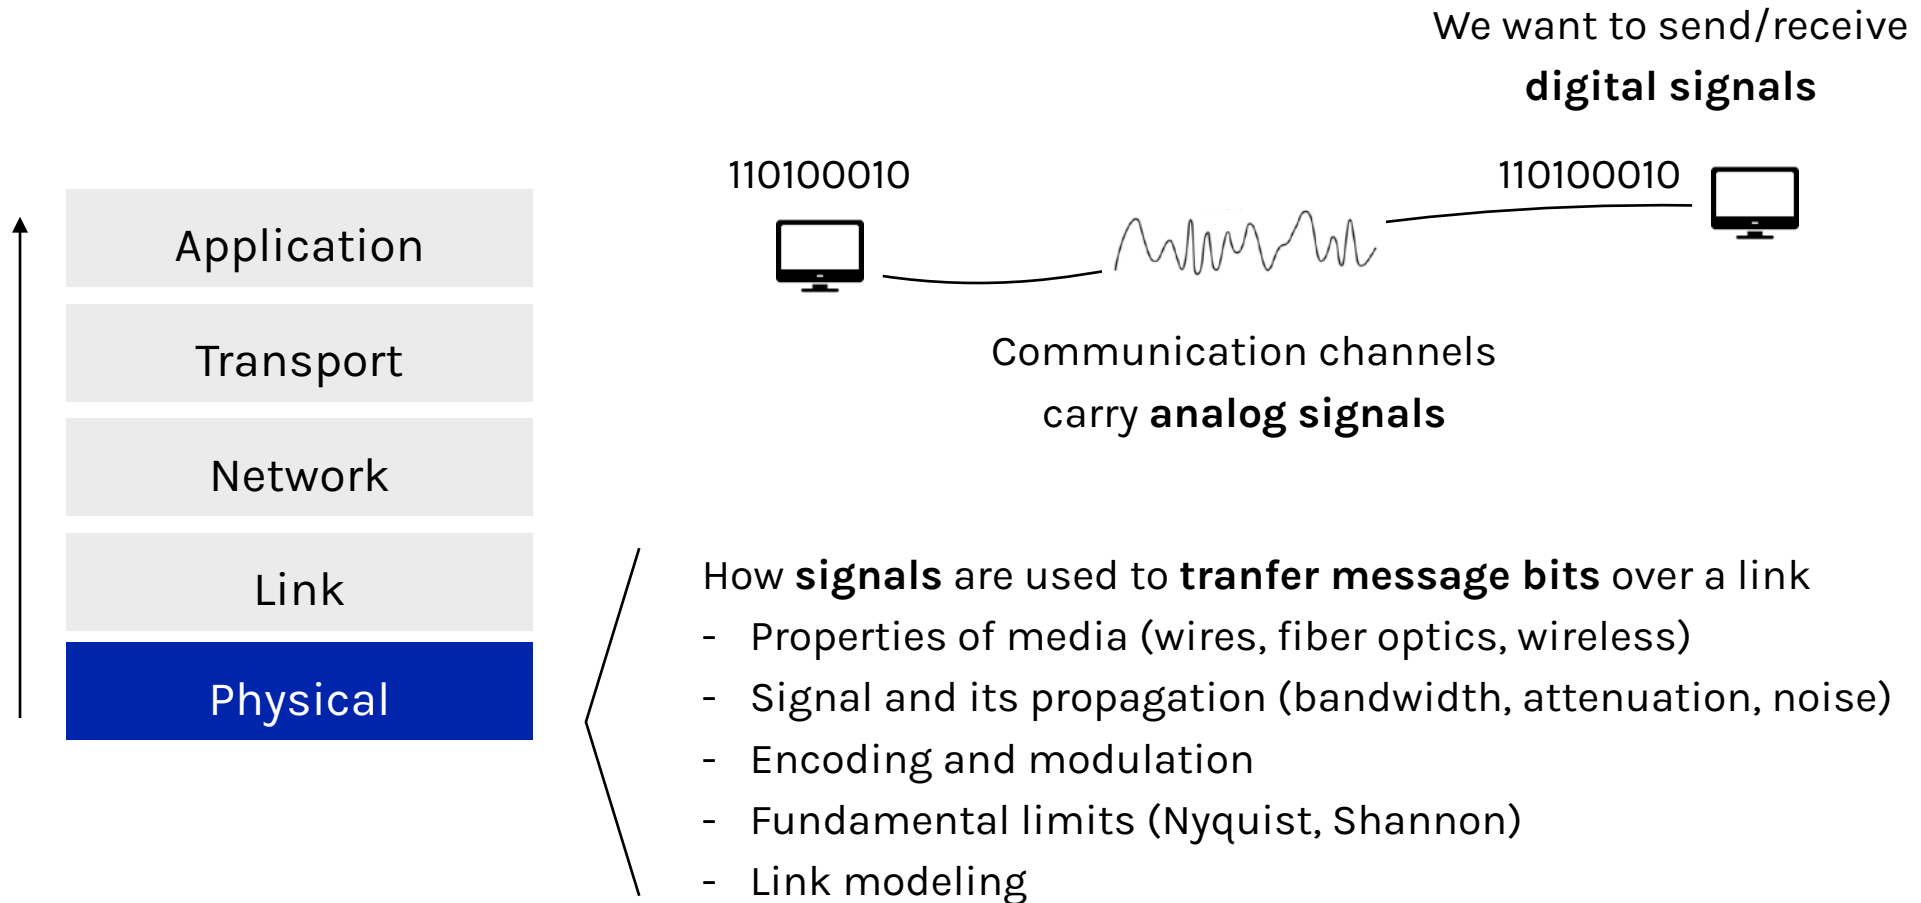 We want to send/receive
digital signals
110100010
110100010
Communication channels
carry analog signals
Application
Transport
Network
Link
Physical
How signals are used to tranfer message bits over a link
- Properties of media (wires, fiber optics, wireless)
- Signal and its propagation (bandwidth, attenuation, noise)
- Encoding and modulation
- Fundamental limits (Nyquist, Shannon)
- Link modeling